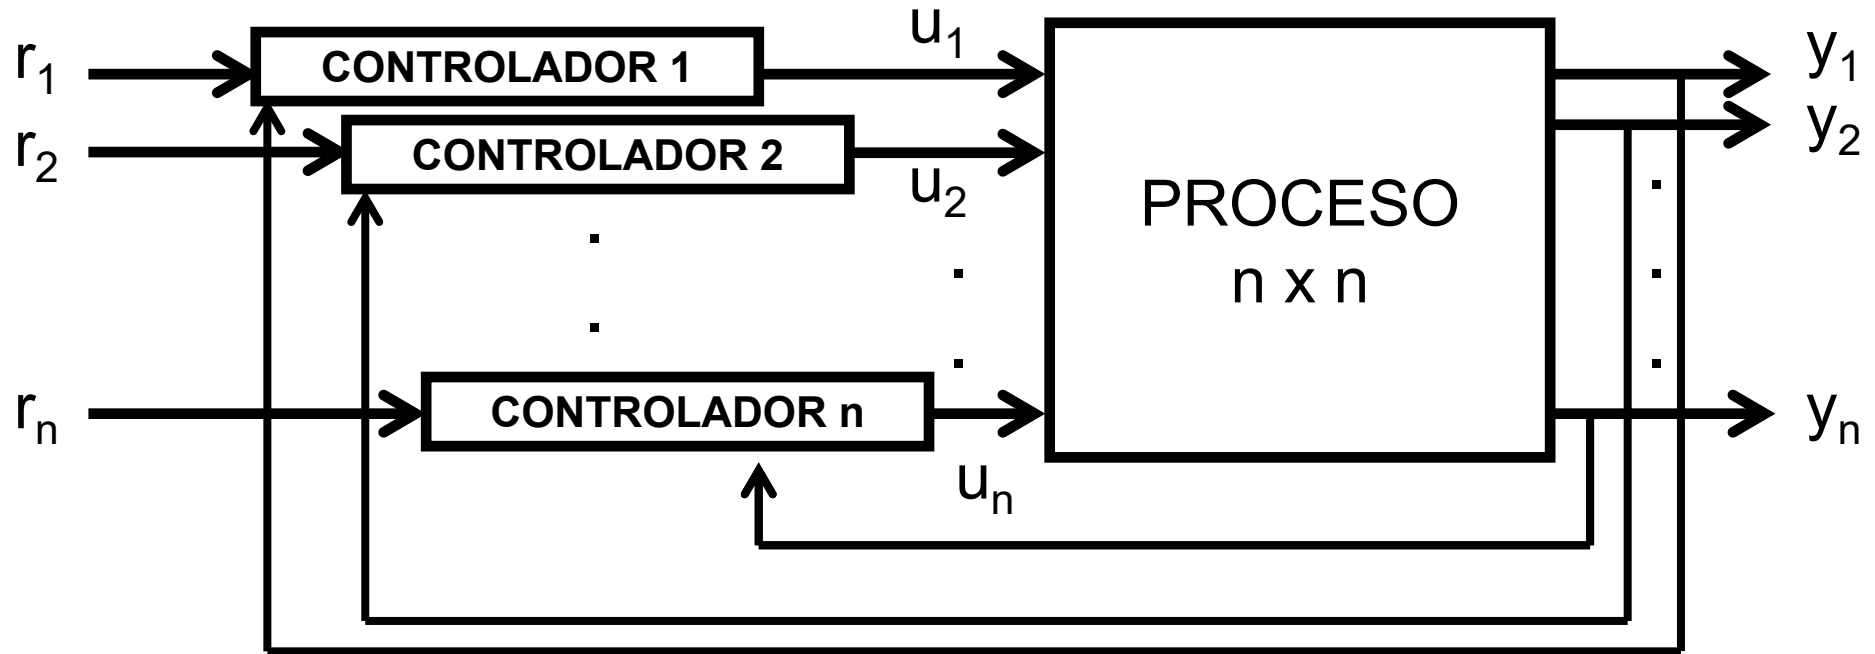 r₁
CONTROLADOR 1
u₁
y₁
r₂
CONTROLADOR 2
u₂
y₂
PROCESO
n x n
rₙ
CONTROLADOR n
uₙ
yₙ